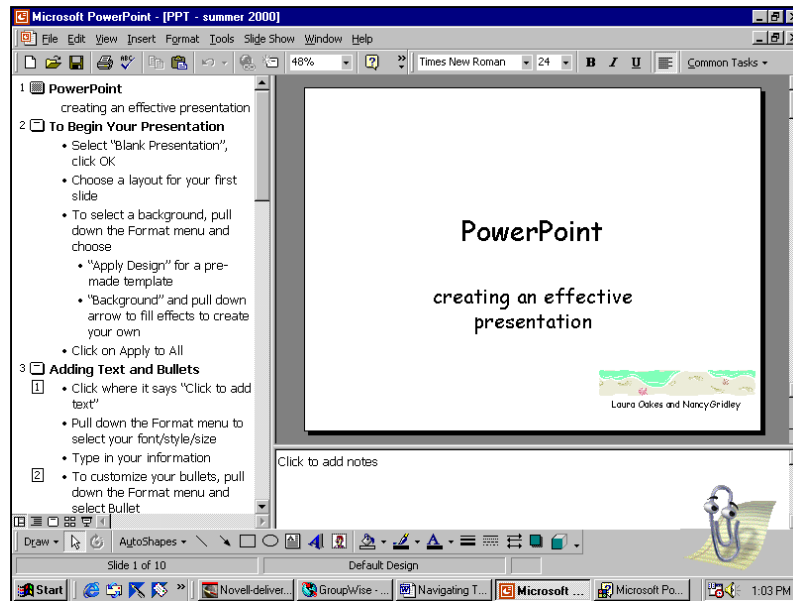 Microsoft PowerPoint - [PPT - summer 2000]
File Edit View Insert Format Tools Slide Show Window Help
48% Times New Roman 24 B I U Common Tasks
1 PowerPoint
creating an effective presentation
2 To Begin Your Presentation
• Select "Blank Presentation",
click OK
• Choose a layout for your first
slide
• To select a background, pull
down the Format menu and
choose
• "Apply Design" for a pre-
made template
• "Background" and pull down
arrow to fill effects to create
your own
• Click on Apply to All
3 Adding Text and Bullets
1 • Click where it says "Click to add
text"
• Pull down the Format menu to
select your font/style/size
• Type in your information
2 • To customize your bullets, pull
down the Format menu and
select Bullet
PowerPoint
creating an effective
presentation
Laura Oakes and Nancy Gridley
Click to add notes
Draw AutoShapes
Slide 1 of 10 Default Design
Start Novell-deliver... GroupWise - ... Navigating T... Microsoft ... Microsoft Po... 1:03 PM